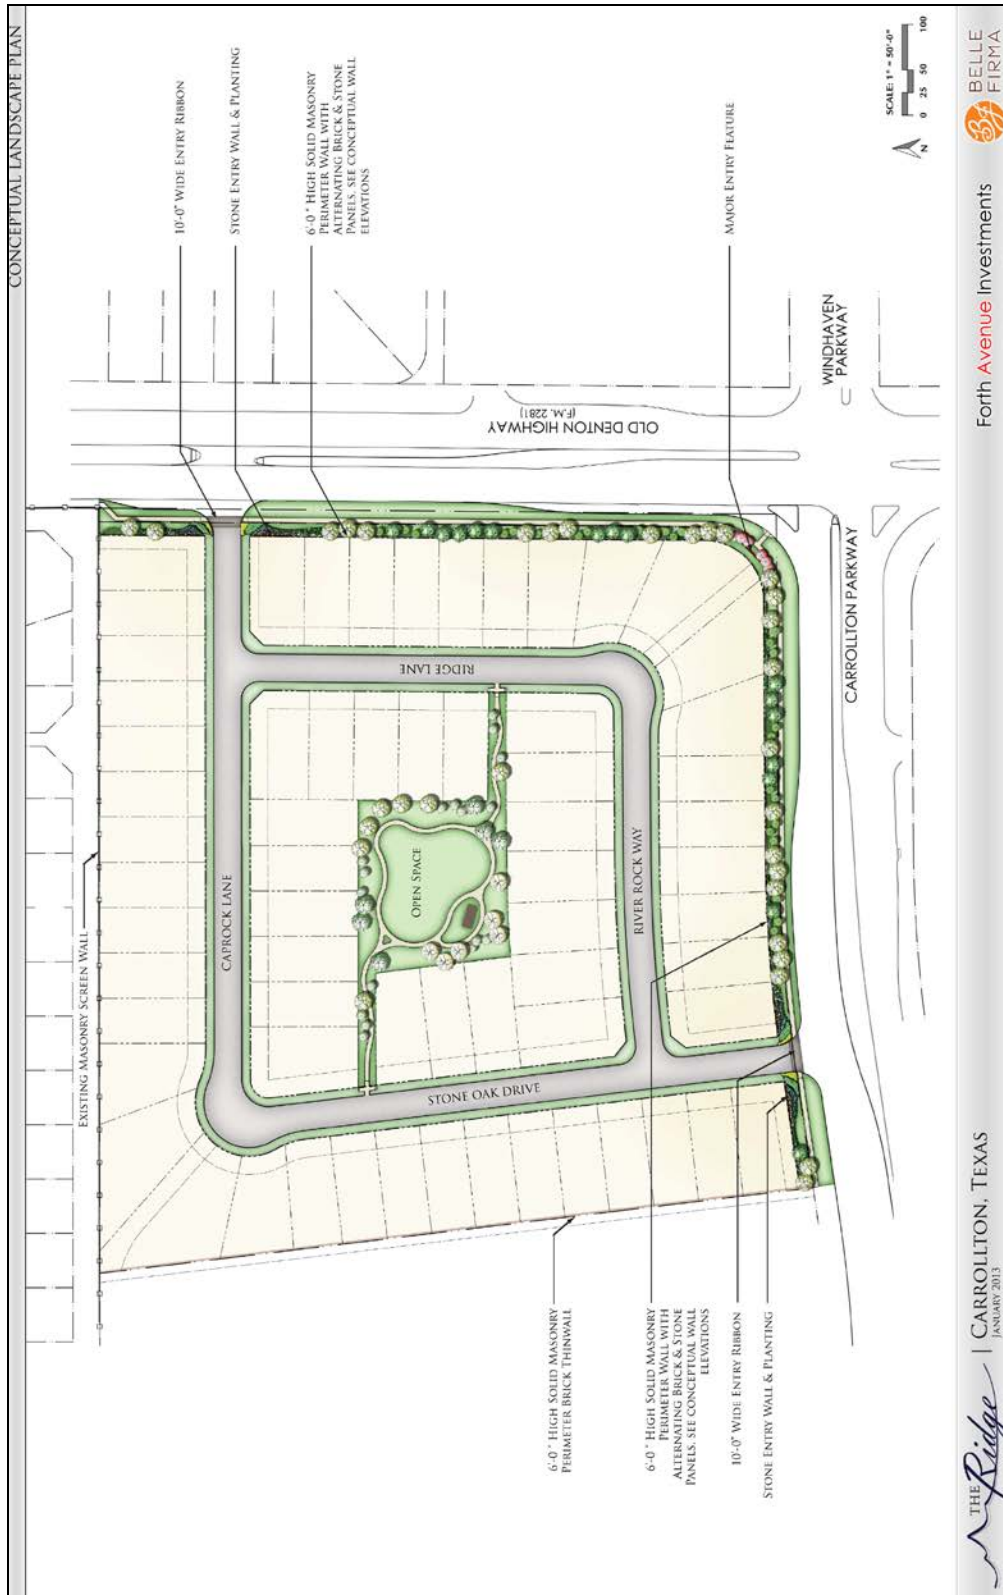 CONCEPTUAL LANDSCAPE PLAN
10'-0" WIDE ENTRY RIBBON
STONE ENTRY WALL & PLANTING
6'-0 " HIGH SOLID MASONRY
PERIMETER WALL WITH
ALTERNATING BRICK & STONE
PANELS. SEE CONCEPTUAL WALL
ELEVATIONS
MAJOR ENTRY FEATURE
SCALE: 1" = 50'-0"
0 25 50 100
N
OLD DENTON HIGHWAY
(F.M. 2281)
WINDHAVEN
PARKWAY
CARROLLTON PARKWAY
EXISTING MASONRY SCREEN WALL
CAPROCK LANE
RIDGE LANE
OPEN SPACE
RIVER ROCK WAY
STONE OAK DRIVE
6'-0 " HIGH SOLID MASONRY
PERIMETER BRICK THINWALL
6'-0 " HIGH SOLID MASONRY
PERIMETER WALL WITH
ALTERNATING BRICK & STONE
PANELS. SEE CONCEPTUAL WALL
ELEVATIONS
10'-0" WIDE ENTRY RIBBON
STONE ENTRY WALL & PLANTING
THE Ridge | CARROLLTON, TEXAS
JANUARY 2013
Forth Avenue Investments
BF BELLE
FIRMA